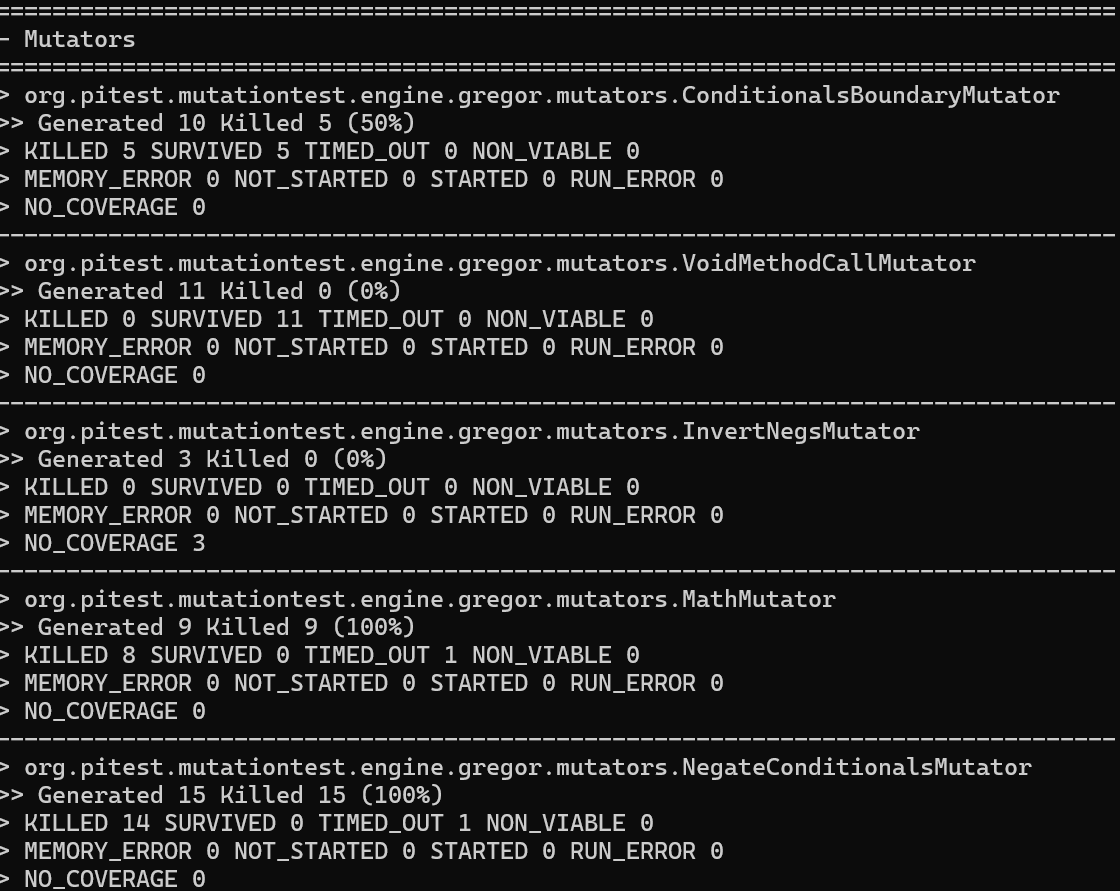 ================================================================================
- Mutators
================================================================================
> org.pitest.mutationtest.engine.gregor.mutators.ConditionalsBoundaryMutator
>> Generated 10 Killed 5 (50%)
> KILLED 5 SURVIVED 5 TIMED_OUT 0 NON_VIABLE 0
> MEMORY_ERROR 0 NOT_STARTED 0 STARTED 0 RUN_ERROR 0
> NO_COVERAGE 0
--------------------------------------------------------------------------------
> org.pitest.mutationtest.engine.gregor.mutators.VoidMethodCallMutator
>> Generated 11 Killed 0 (0%)
> KILLED 0 SURVIVED 11 TIMED_OUT 0 NON_VIABLE 0
> MEMORY_ERROR 0 NOT_STARTED 0 STARTED 0 RUN_ERROR 0
> NO_COVERAGE 0
--------------------------------------------------------------------------------
> org.pitest.mutationtest.engine.gregor.mutators.InvertNegsMutator
>> Generated 3 Killed 0 (0%)
> KILLED 0 SURVIVED 0 TIMED_OUT 0 NON_VIABLE 0
> MEMORY_ERROR 0 NOT_STARTED 0 STARTED 0 RUN_ERROR 0
> NO_COVERAGE 3
--------------------------------------------------------------------------------
> org.pitest.mutationtest.engine.gregor.mutators.MathMutator
>> Generated 9 Killed 9 (100%)
> KILLED 8 SURVIVED 0 TIMED_OUT 1 NON_VIABLE 0
> MEMORY_ERROR 0 NOT_STARTED 0 STARTED 0 RUN_ERROR 0
> NO_COVERAGE 0
--------------------------------------------------------------------------------
> org.pitest.mutationtest.engine.gregor.mutators.NegateConditionalsMutator
>> Generated 15 Killed 15 (100%)
> KILLED 14 SURVIVED 0 TIMED_OUT 1 NON_VIABLE 0
> MEMORY_ERROR 0 NOT_STARTED 0 STARTED 0 RUN_ERROR 0
> NO_COVERAGE 0